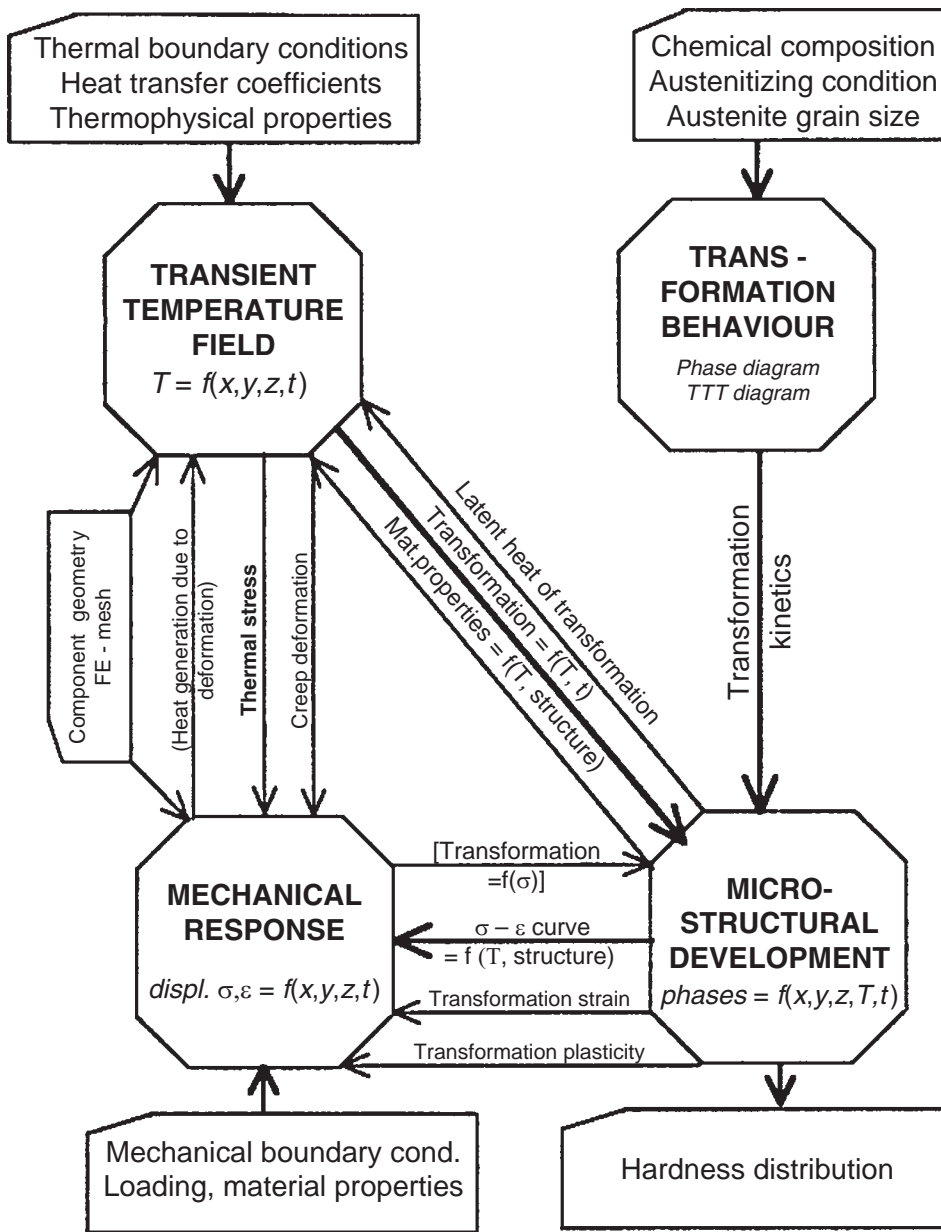 Thermal boundary conditions
Heat transfer coefficients
Thermophysical properties
Chemical composition
Austenitizing condition
Austenite grain size
TRANSIENT
TEMPERATURE
FIELD
T = f(x,y,z,t)
TRANS -
FORMATION
BEHAVIOUR
Phase diagram
TTT diagram
Component geometry
FE - mesh
(Heat generation due to
deformation)
Thermal stress
Creep deformation
Latent heat of transformation
Transformation = f(T, t)
Mat.properties = f(T, structure)
Transformation
kinetics
MECHANICAL
RESPONSE
displ. σ,ε = f(x,y,z,t)
[Transformation
=f(σ)]
σ – ε curve
= f (T, structure)
Transformation strain
Transformation plasticity
MICRO-
STRUCTURAL
DEVELOPMENT
phases = f(x,y,z,T,t)
Mechanical boundary cond.
Loading, material properties
Hardness distribution